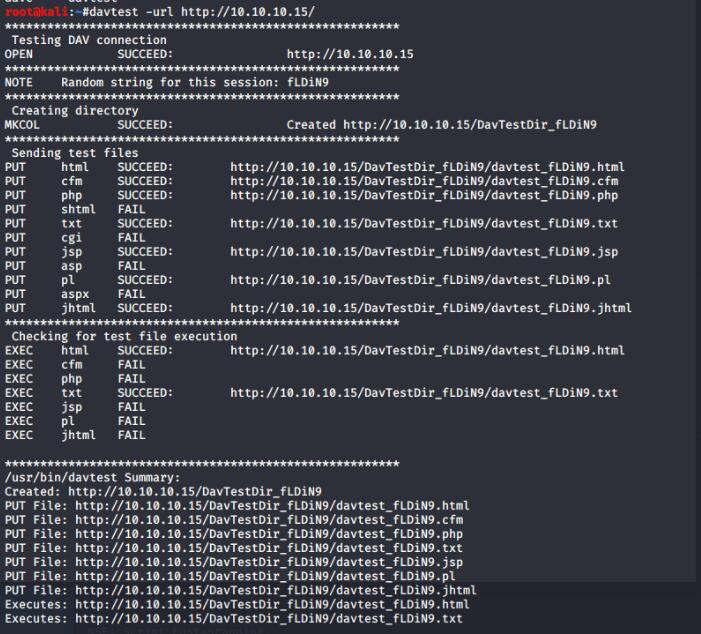 root@kali:~#davtest -url http://10.10.10.15/
********************************************************
 Testing DAV connection
OPEN            SUCCEED:                http://10.10.10.15
********************************************************
NOTE    Random string for this session: fLDiN9
********************************************************
 Creating directory
MKCOL           SUCCEED:                Created http://10.10.10.15/DavTestDir_fLDiN9
********************************************************
 Sending test files
PUT     html    SUCCEED:        http://10.10.10.15/DavTestDir_fLDiN9/davtest_fLDiN9.html
PUT     cfm     SUCCEED:        http://10.10.10.15/DavTestDir_fLDiN9/davtest_fLDiN9.cfm
PUT     php     SUCCEED:        http://10.10.10.15/DavTestDir_fLDiN9/davtest_fLDiN9.php
PUT     shtml   FAIL
PUT     txt     SUCCEED:        http://10.10.10.15/DavTestDir_fLDiN9/davtest_fLDiN9.txt
PUT     cgi     FAIL
PUT     jsp     SUCCEED:        http://10.10.10.15/DavTestDir_fLDiN9/davtest_fLDiN9.jsp
PUT     asp     FAIL
PUT     pl      SUCCEED:        http://10.10.10.15/DavTestDir_fLDiN9/davtest_fLDiN9.pl
PUT     aspx    FAIL
PUT     jhtml   SUCCEED:        http://10.10.10.15/DavTestDir_fLDiN9/davtest_fLDiN9.jhtml
********************************************************
 Checking for test file execution
EXEC    html    SUCCEED:        http://10.10.10.15/DavTestDir_fLDiN9/davtest_fLDiN9.html
EXEC    cfm     FAIL
EXEC    php     FAIL
EXEC    txt     SUCCEED:        http://10.10.10.15/DavTestDir_fLDiN9/davtest_fLDiN9.txt
EXEC    jsp     FAIL
EXEC    pl      FAIL
EXEC    jhtml   FAIL
********************************************************
/usr/bin/davtest Summary:
Created: http://10.10.10.15/DavTestDir_fLDiN9
PUT File: http://10.10.10.15/DavTestDir_fLDiN9/davtest_fLDiN9.html
PUT File: http://10.10.10.15/DavTestDir_fLDiN9/davtest_fLDiN9.cfm
PUT File: http://10.10.10.15/DavTestDir_fLDiN9/davtest_fLDiN9.php
PUT File: http://10.10.10.15/DavTestDir_fLDiN9/davtest_fLDiN9.txt
PUT File: http://10.10.10.15/DavTestDir_fLDiN9/davtest_fLDiN9.jsp
PUT File: http://10.10.10.15/DavTestDir_fLDiN9/davtest_fLDiN9.pl
PUT File: http://10.10.10.15/DavTestDir_fLDiN9/davtest_fLDiN9.jhtml
Executes: http://10.10.10.15/DavTestDir_fLDiN9/davtest_fLDiN9.html
Executes: http://10.10.10.15/DavTestDir_fLDiN9/davtest_fLDiN9.txt